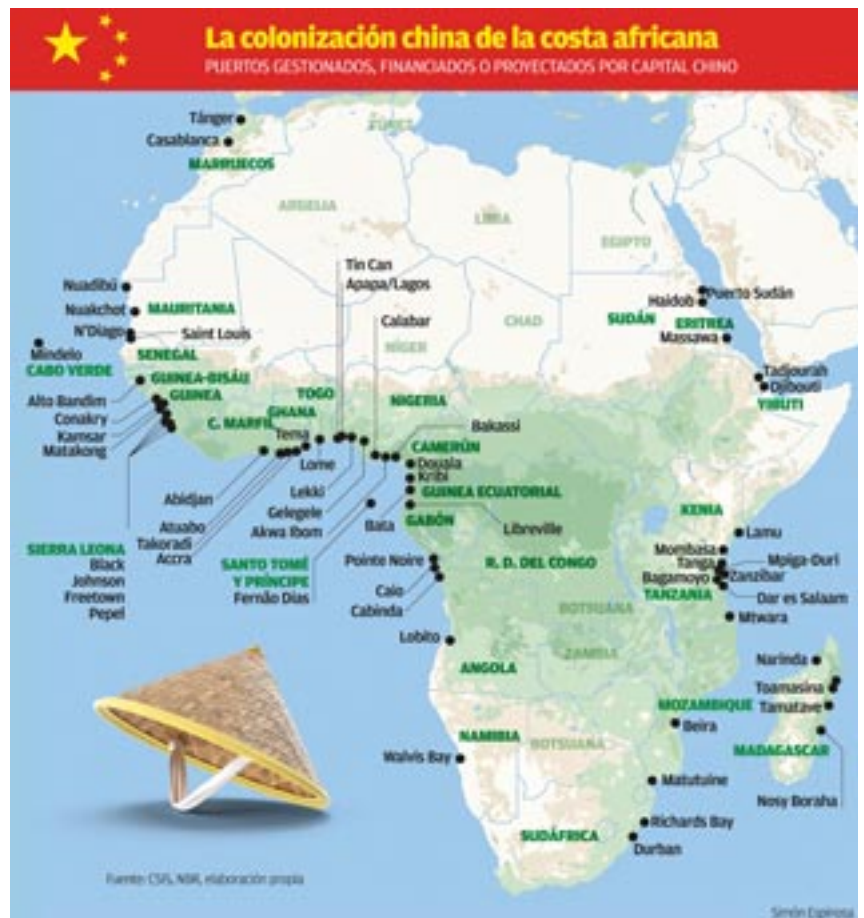 La colonización china de la costa africana
PUERTOS GESTIONADOS, FINANCIADOS O PROYECTADOS POR CAPITAL CHINO
Tánger
Casablanca
MARRUECOS
TÚNEZ
ARGELIA
LIBIA
EGIPTO
Nuadibú
Nuakchot
MAURITANIA
N'Diago
Saint Louis
Mindelo
CABO VERDE
SENEGAL
Tin Can
Apapa/Lagos
Calabar
NÍGER
CHAD
SUDÁN
Haidob
Puerto Sudán
ERITREA
Massawa
Tadjourah
Djibouti
YIBUTI
GUINEA-BISÁU
Alto Bandim
GUINEA
Conakry
Kamsar
Matakong
C. MARFIL
TOGO
GHANA
Tema
NIGERIA
Bakassi
CAMERÚN
Lome
Douala
Kribi
Lekki
Abidjan
Gelegele
GUINEA ECUATORIAL
Atuabo
Akwa Ibom
Bata
GABÓN
Libreville
Takoradi
Accra
KENIA
Lamu
SIERRA LEONA
Black
Johnson
Freetown
Pepel
SANTO TOMÉ
Y PRÍNCIPE
Fernão Dias
Pointe Noire
Caio
Cabinda
R. D. DEL CONGO
Mombasa
Tanga
Mpiga-Duri
Bagamoyo
Zanzíbar
TANZANIA
Dar es Salaam
Mtwara
BOTSUANA
Lobito
ZAMBIA
ANGOLA
Narinda
Toamasina
Tamatave
MOZAMBIQUE
Beira
MADAGASCAR
NAMIBIA
BOTSUANA
Walvis Bay
Matutuine
Nosy Boraha
Richards Bay
SUDÁFRICA
Durban
Fuente: CSIS, NBR, elaboración propia
Simón Espinosa